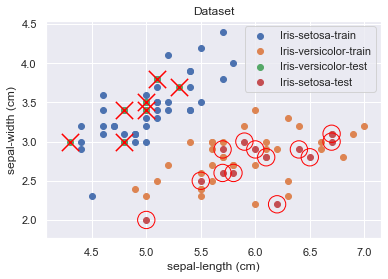 Dataset
Iris-setosa-train
Iris-versicolor-train
Iris-versicolor-test
Iris-setosa-test
sepal-width (cm)
4.5
4.0
3.5
3.0
2.5
2.0
4.5 5.0 5.5 6.0 6.5 7.0
sepal-length (cm)